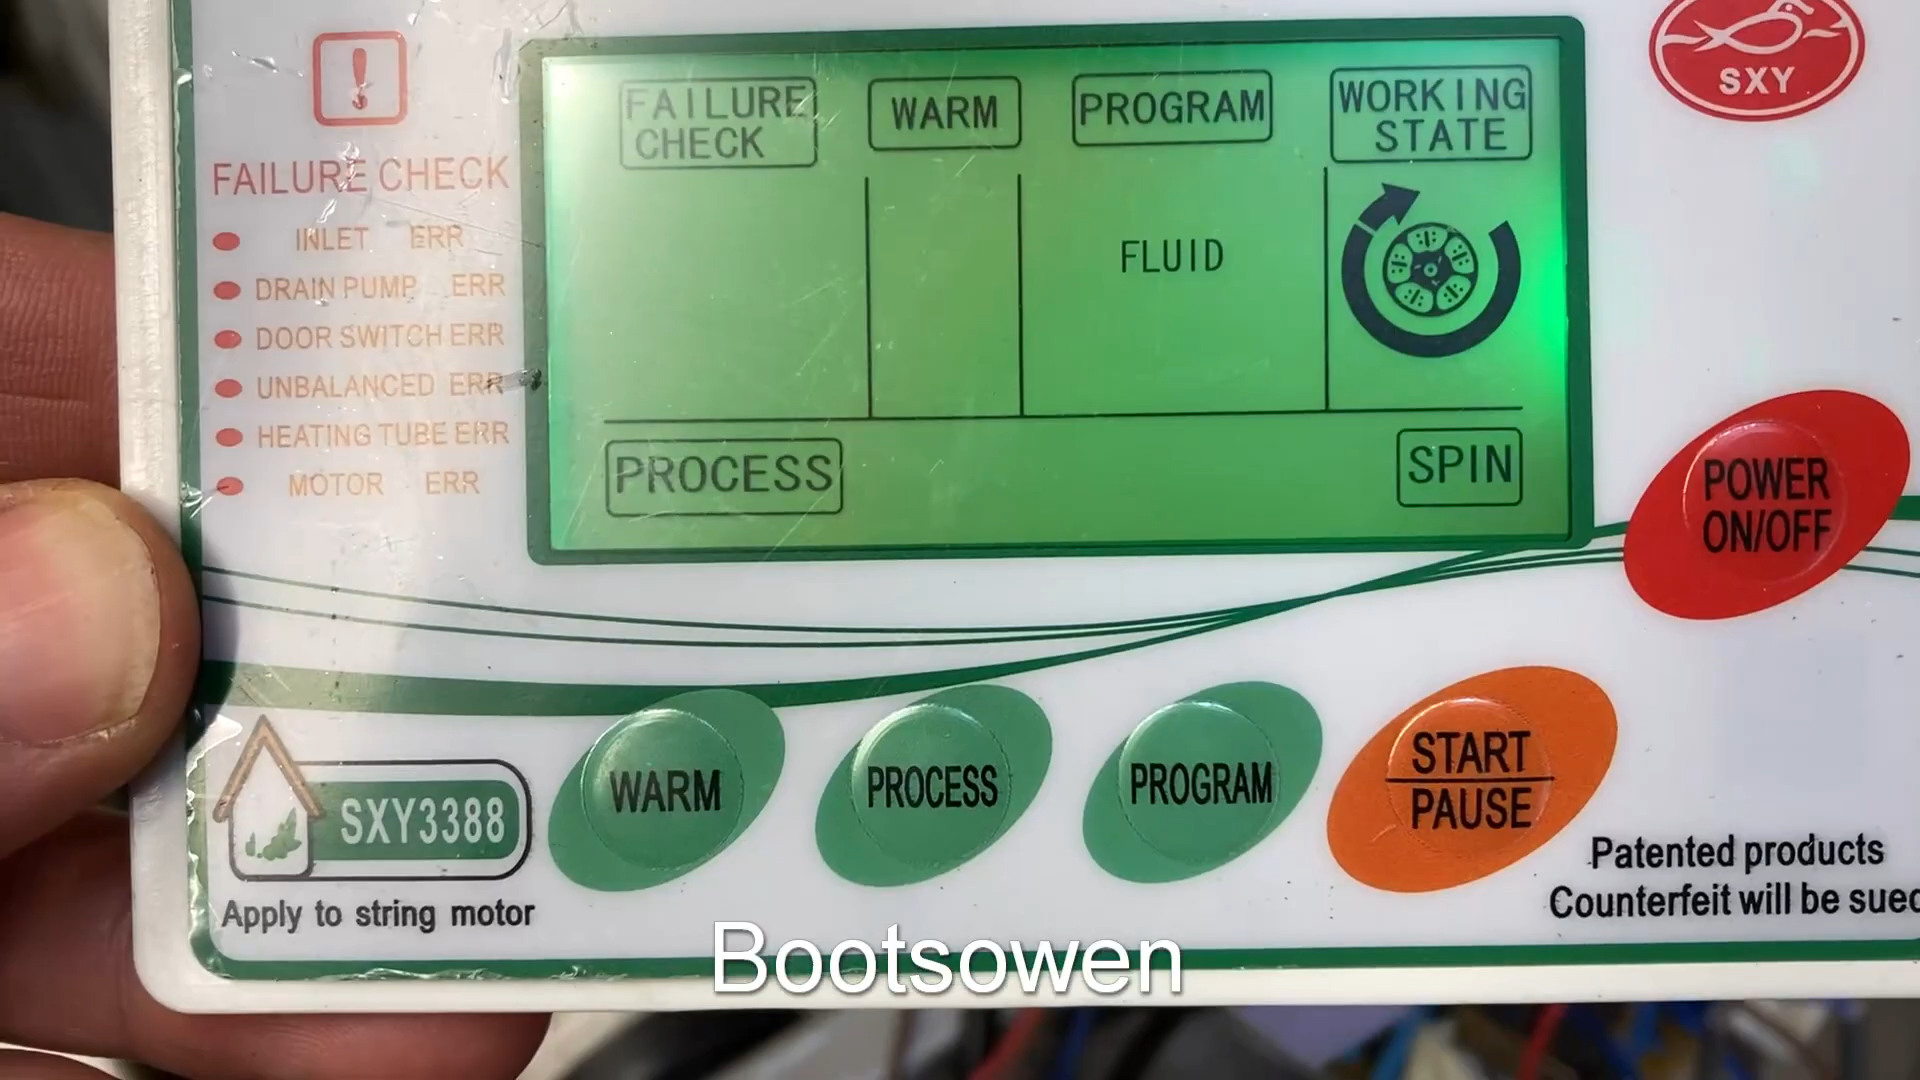 !
FAILURE CHECK
INLET ERR
DRAIN PUMP ERR
DOOR SWITCH ERR
UNBALANCED ERR
HEATING TUBE ERR
MOTOR ERR
FAILURE
CHECK
WARM
PROGRAM
WORKING
STATE
FLUID
PROCESS
SPIN
SXY
POWER
ON/OFF
SXY3388
Apply to string motor
WARM
PROCESS
PROGRAM
START
PAUSE
Patented products
Counterfeit will be sued
Bootsowen